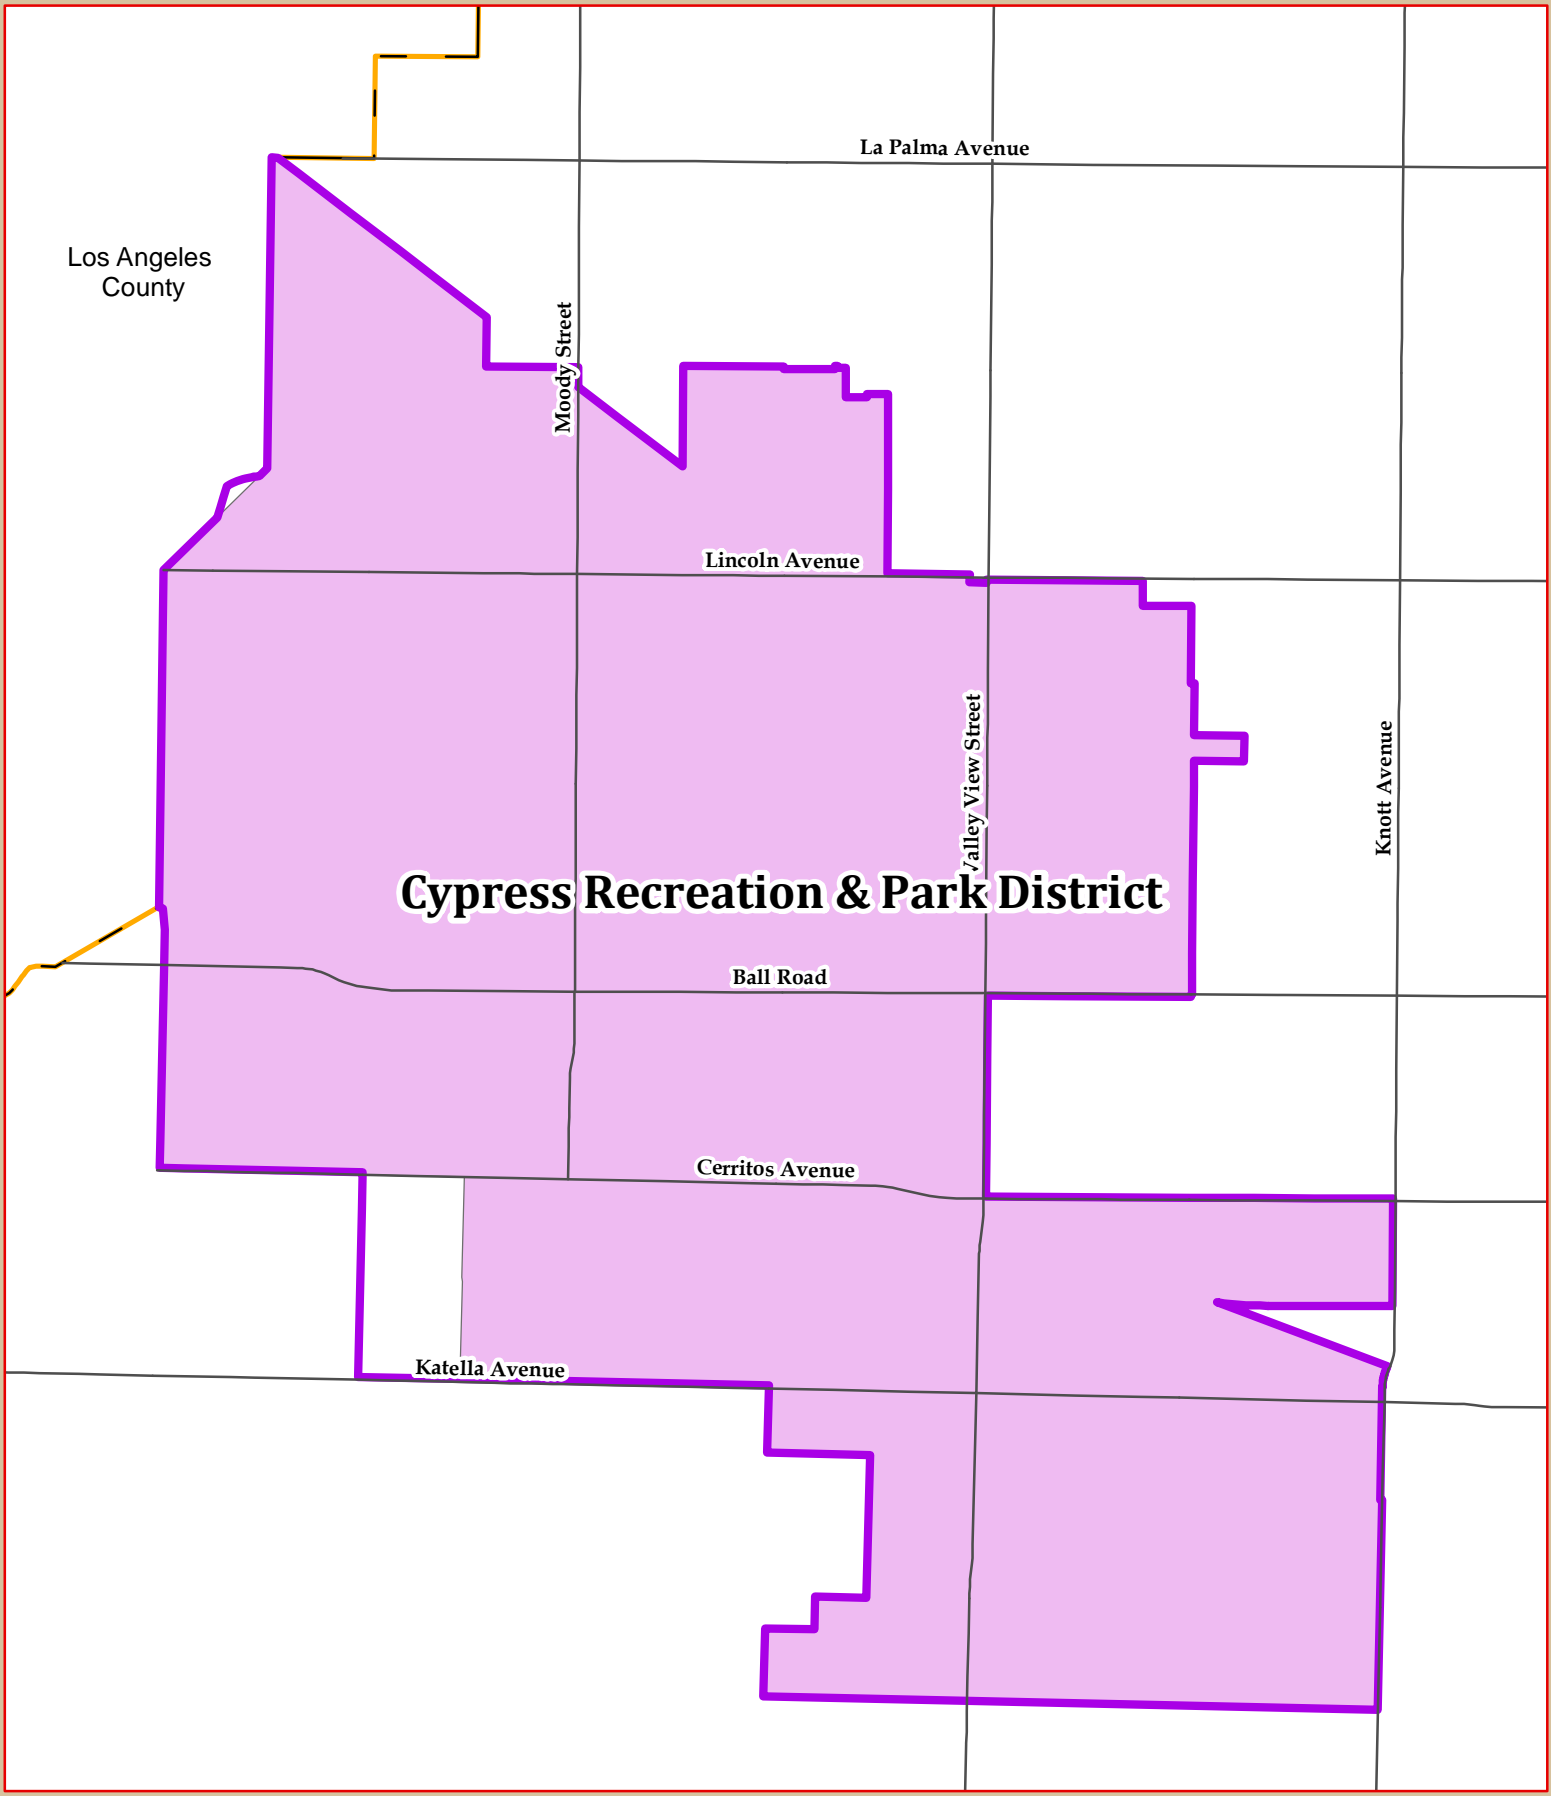 La Palma Avenue
Los Angeles
County
Moody Street
Lincoln Avenue
Valley View Street
Knott Avenue
Cypress Recreation & Park District
Ball Road
Cerritos Avenue
Katella Avenue